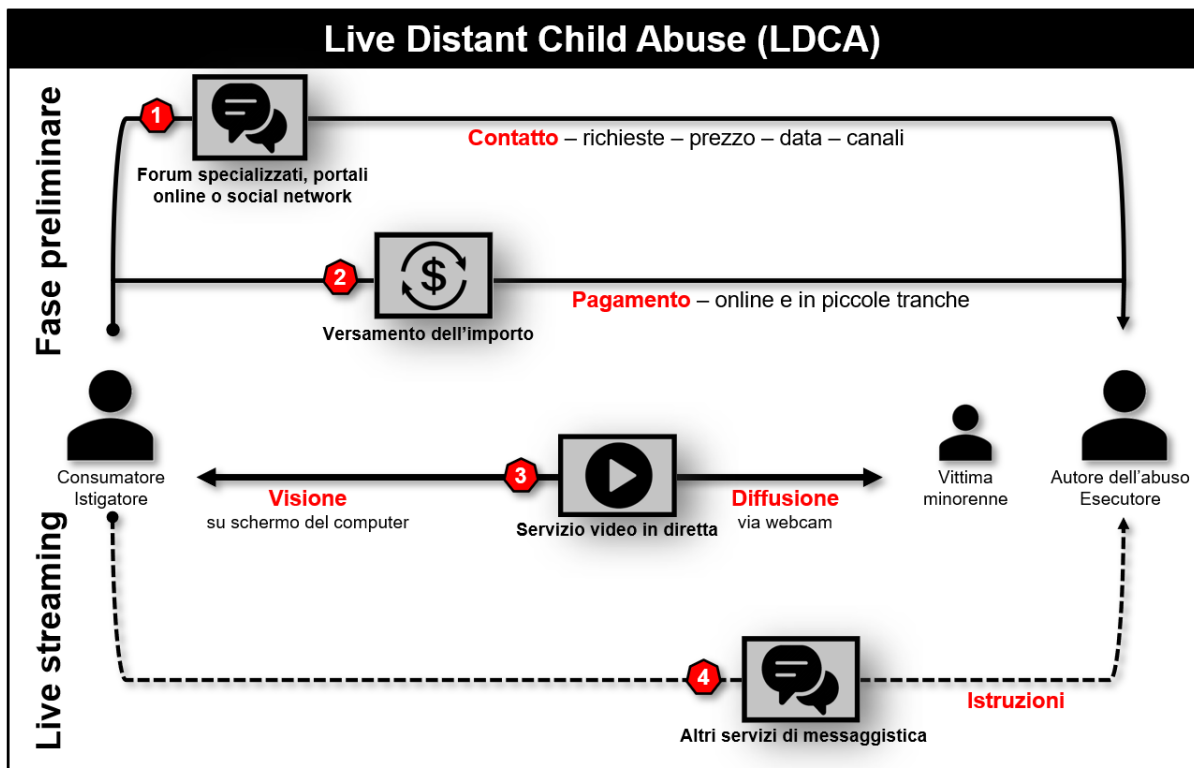 Live Distant Child Abuse (LDCA)
Fase preliminare
1
Contatto – richieste – prezzo – data – canali
Forum specializzati, portali
online o social network
2
$
Pagamento – online e in piccole tranche
Versamento dell'importo
Consumatore
Istigatore
3
Vittima
minorenne
Autore dell'abuso
Esecutore
Visione
su schermo del computer
Servizio video in diretta
Diffusione
via webcam
Live streaming
4
Istruzioni
Altri servizi di messaggistica